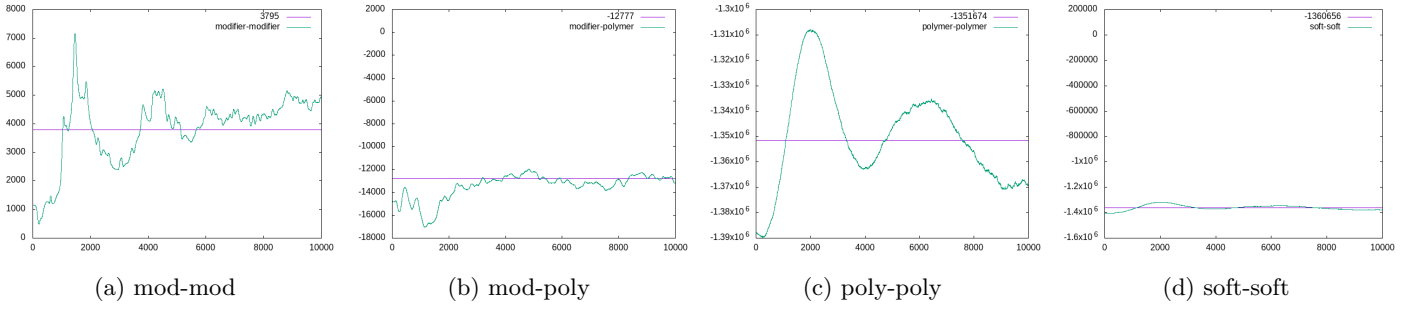 8000
7000
6000
5000
4000
3000
2000
1000
0
0 2000 4000 6000 8000 10000
3795
modifier-modifier
2000
0
-2000
-4000
-6000
-8000
-10000
-12000
-14000
-16000
-18000
0 2000 4000 6000 8000 10000
-12777
modifier-polymer
-1.3x10⁶
-1.31x10⁶
-1.32x10⁶
-1.33x10⁶
-1.34x10⁶
-1.35x10⁶
-1.36x10⁶
-1.37x10⁶
-1.38x10⁶
-1.39x10⁶
0 2000 4000 6000 8000 10000
-1351674
polymer-polymer
200000
0
-200000
-400000
-600000
-800000
-1x10⁶
-1.2x10⁶
-1.4x10⁶
-1.6x10⁶
0 2000 4000 6000 8000 10000
-1360656
soft-soft
(a) mod-mod
(b) mod-poly
(c) poly-poly
(d) soft-soft